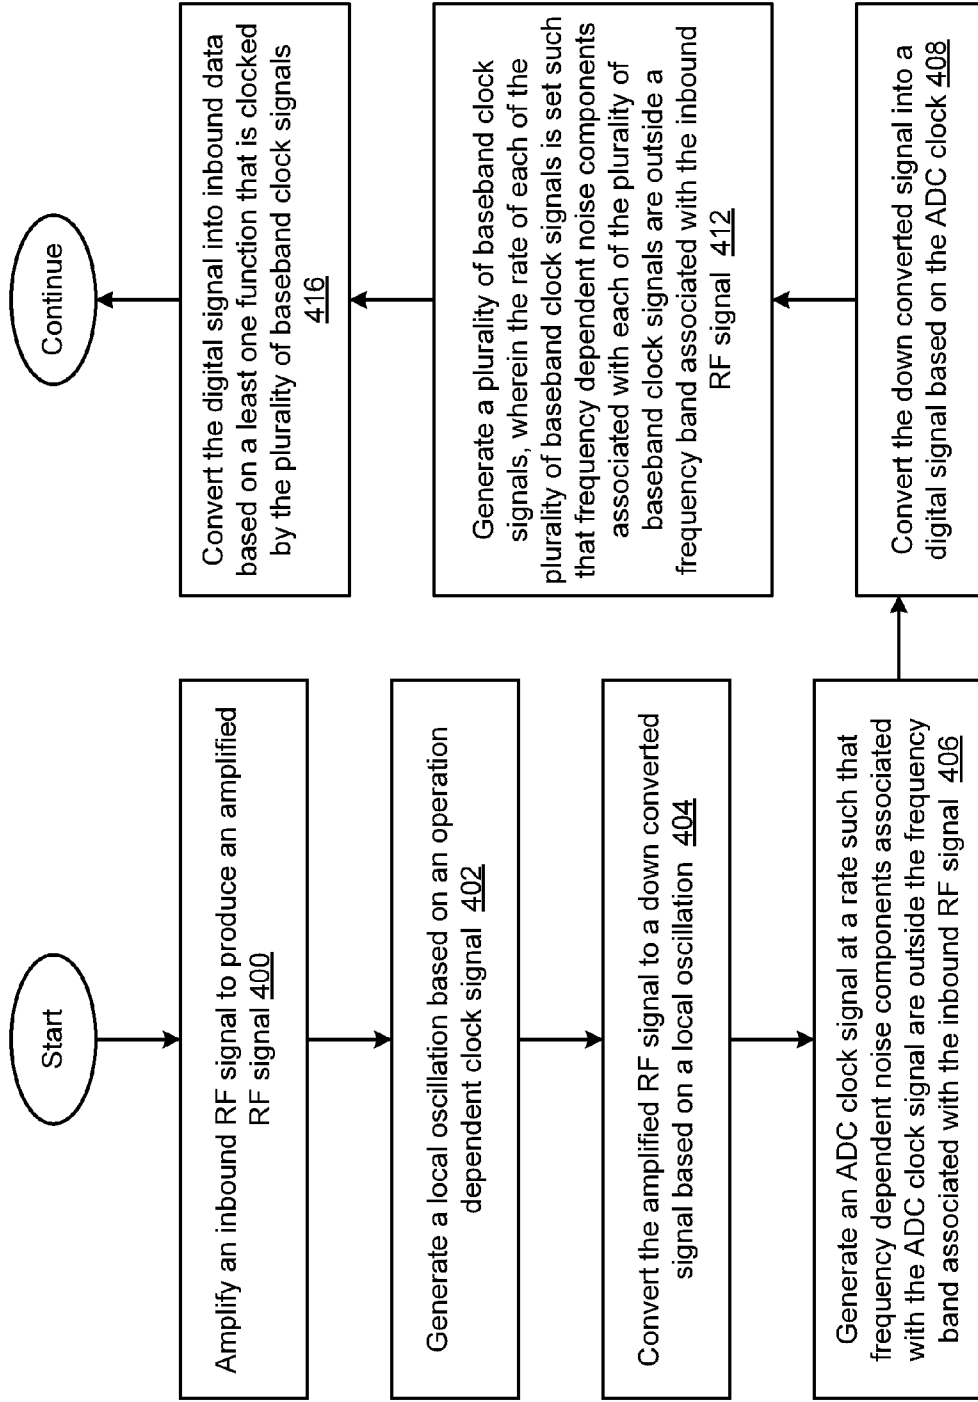 Start
Amplify an inbound RF signal to produce an amplified
RF signal 400
Generate a local oscillation based on an operation
dependent clock signal 402
Convert the amplified RF signal to a down converted
signal based on a local oscillation 404
Generate an ADC clock signal at a rate such that
frequency dependent noise components associated
with the ADC clock signal are outside the frequency
band associated with the inbound RF signal 406
Convert the down converted signal into a
digital signal based on the ADC clock 408
Generate a plurality of baseband clock
signals, wherein the rate of each of the
plurality of baseband clock signals is set such
that frequency dependent noise components
associated with each of the plurality of
baseband clock signals are outside a
frequency band associated with the inbound
RF signal 412
Convert the digital signal into inbound data
based on a least one function that is clocked
by the plurality of baseband clock signals
416
Continue